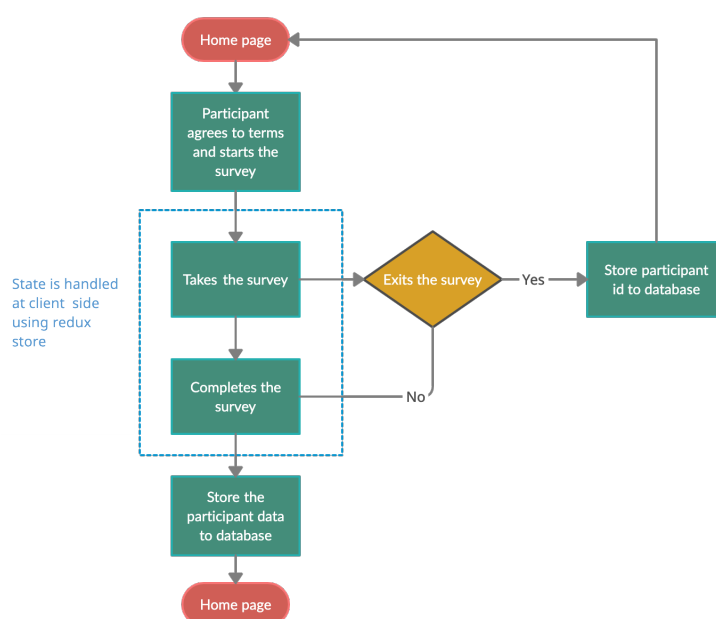 Home page
Participant
agrees to terms
and starts the
survey
State is handled
at client side
using redux
store
Takes the survey
Exits the survey
Yes
Store participant
id to database
Completes the
survey
No
Store the
participant data
to database
Home page